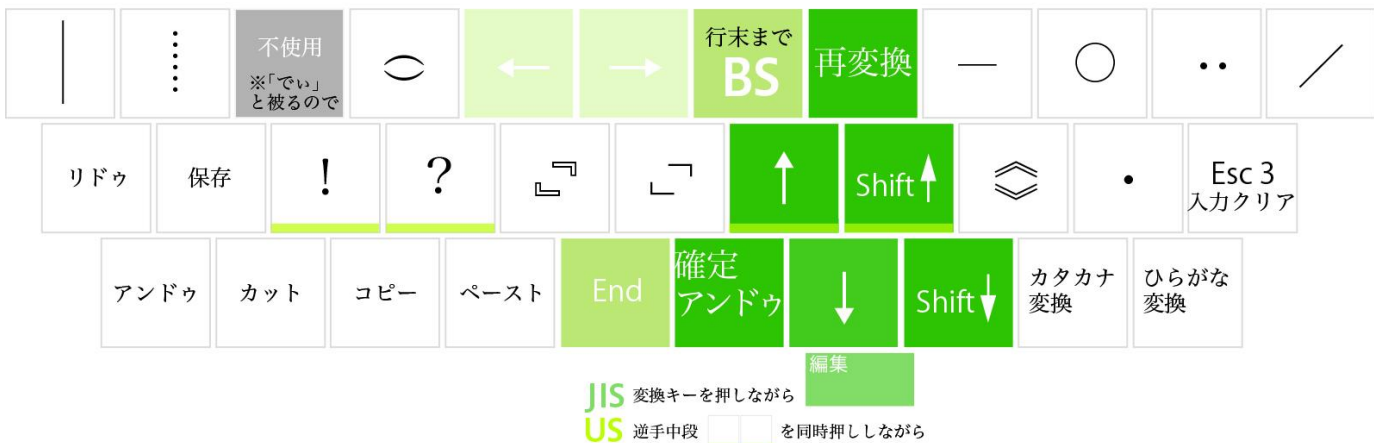 ｜
⋮
不使用
※「でぃ」
と被るので
←
→
行末まで
BS
再変換
―
○
‥
／
リドゥ
保存
！
？
『』
「」
↑
Shift↑
《》
・
Esc 3
入力クリア
アンドゥ
カット
コピー
ペースト
End
確定
アンドゥ
↓
Shift↓
カタカナ
変換
ひらがな
変換
編集
JIS 変換キーを押しながら
US 逆手中段 を同時押ししながら